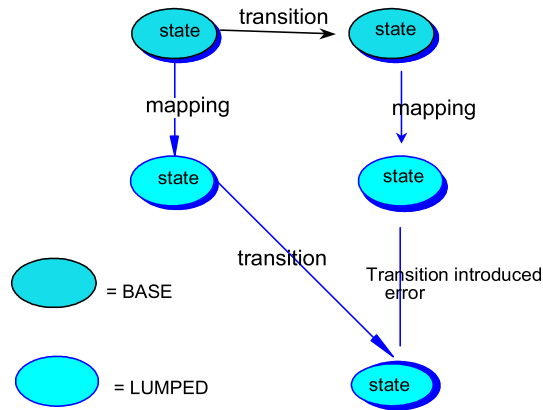 transition
state
state
mapping
mapping
state
state
transition
Transition introduced
error
= BASE
= LUMPED
state